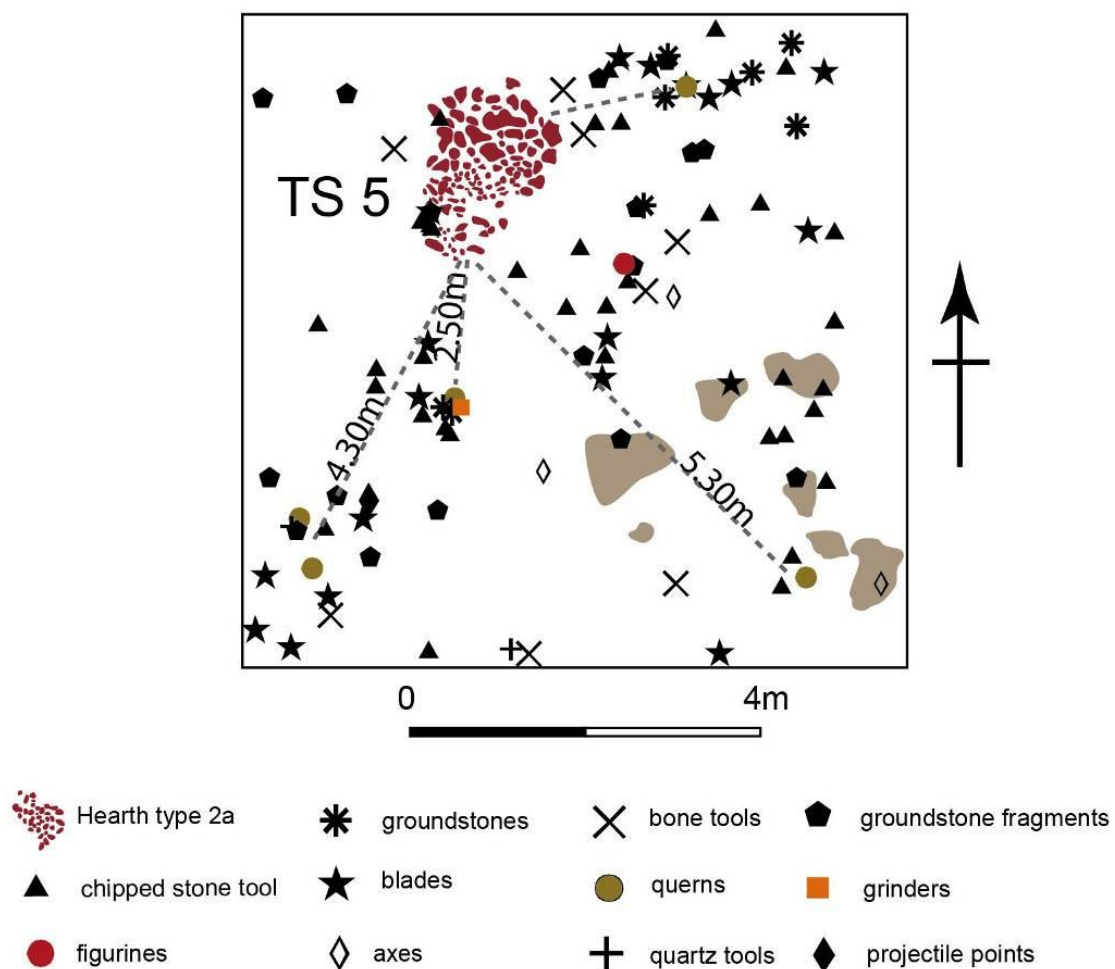 TS 5
2.50m
4.30m
5.30m
0 4m
Hearth type 2a groundstones bone tools groundstone fragments
chipped stone tool blades querns grinders
figurines axes quartz tools projectile points